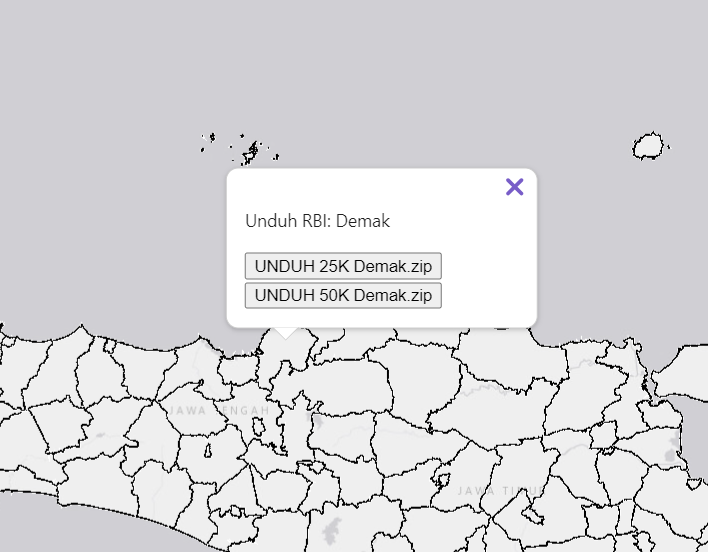 Unduh RBI: Demak
UNDUH 25K Demak.zip
UNDUH 50K Demak.zip
JAWA TENGAH
JAWA TIMUR